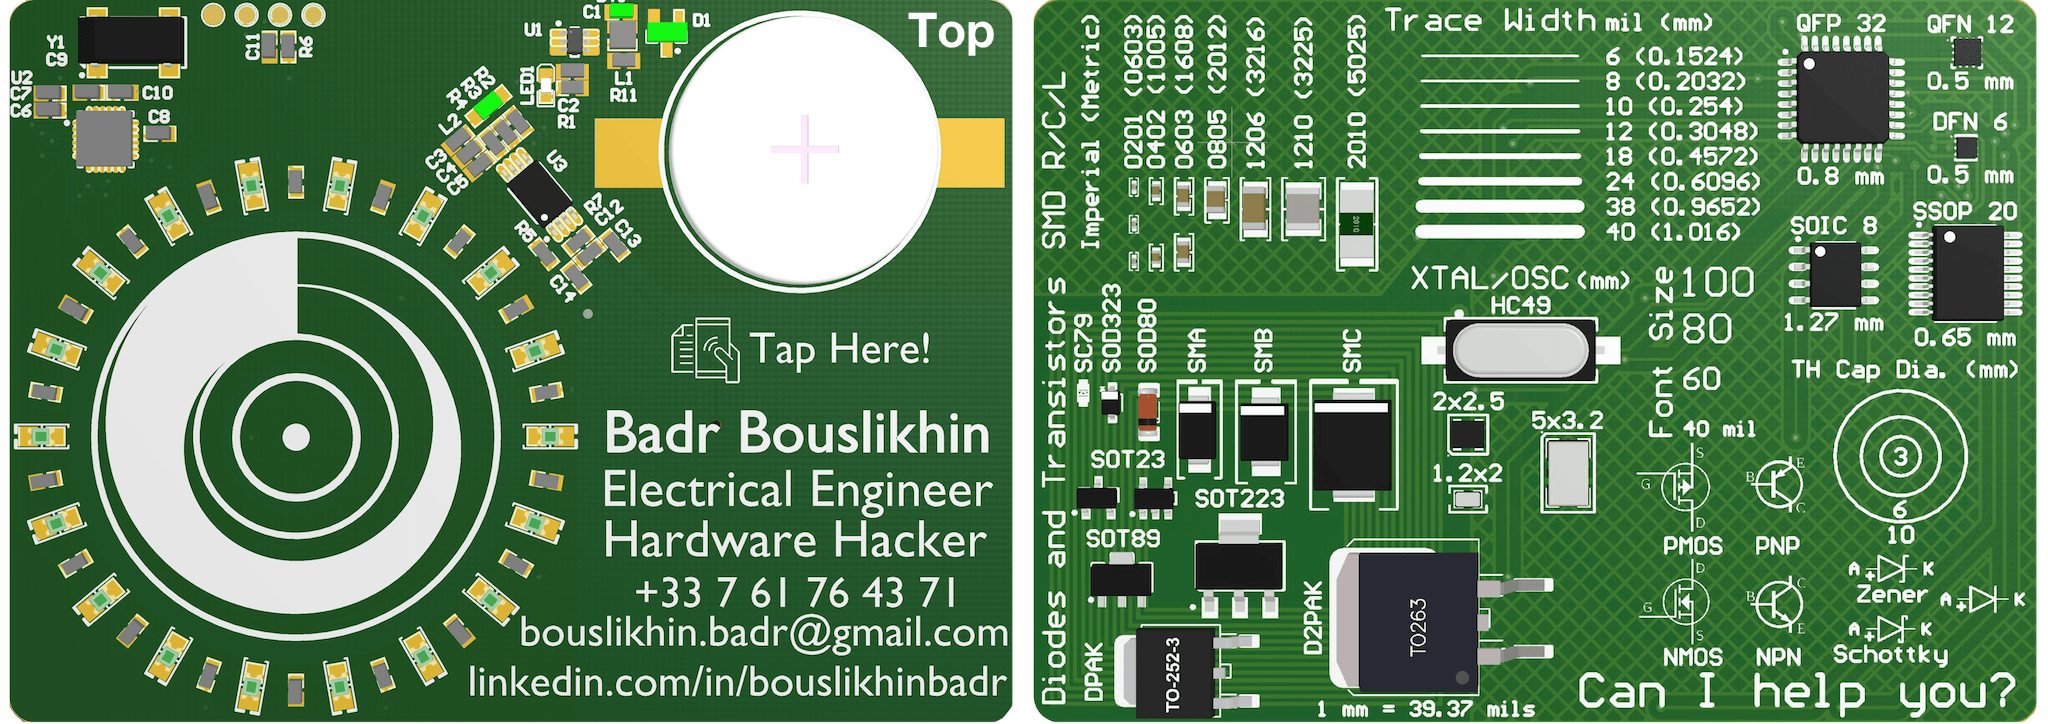 Top
Y1
C9
U2
C7
C6
C10
C8
C11
R6
C1
D1
U1
L1
R11
LED1
C2
R1
L2
R3
C3
C4
C5
U3
R7
C12
C13
R5
C14
Tap Here!
Badr Bouslikhin
Electrical Engineer
Hardware Hacker
+33 7 61 76 43 71
bouslikhin.badr@gmail.com
linkedin.com/in/bouslikhinbadr
SMD R/C/L
Imperial (Metric)
0201 (0603)
0402 (1005)
0603 (1608)
0805 (2012)
1206 (3216)
1210 (3225)
2010 (5025)
2010
Trace Width mil (mm)
6 (0.1524)
8 (0.2032)
10 (0.254)
12 (0.3048)
18 (0.4572)
24 (0.6096)
38 (0.9652)
40 (1.016)
QFP 32
0.8 mm
QFN 12
0.5 mm
DFN 6
0.5 mm
SOIC 8
1.27 mm
SSOP 20
0.65 mm
XTAL/OSC (mm)
HC49
2x2.5
1.2x2
5x3.2
Font Size
100
80
60
40 mil
TH Cap Dia. (mm)
3
6
10
Diodes and Transistors
SC79
SOD323
SOD80
SMA
SMB
SMC
SOT23
SOT223
SOT89
DPAK
TO-252-3
D2PAK
TO263
G
S
D
PMOS
B
E
C
PNP
G
D
S
NMOS
B
C
E
NPN
A + K
Zener
A + K
A + K
Schottky
1 mm = 39.37 mils
Can I help you?